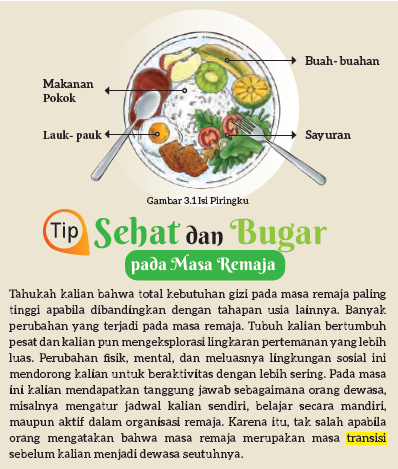 Buah- buahan
Makanan
Pokok
Lauk- pauk
Sayuran
Gambar 3.1 Isi Piringku
Tip
Sehat dan Bugar
pada Masa Remaja
Tahukah kalian bahwa total kebutuhan gizi pada masa remaja paling
tinggi apabila dibandingkan dengan tahapan usia lainnya. Banyak
perubahan yang terjadi pada masa remaja. Tubuh kalian bertumbuh
pesat dan kalian pun mengeksplorasi lingkaran pertemanan yang lebih
luas. Perubahan fisik, mental, dan meluasnya lingkungan sosial ini
mendorong kalian untuk beraktivitas dengan lebih sering. Pada masa
ini kalian mendapatkan tanggung jawab sebagaimana orang dewasa,
misalnya mengatur jadwal kalian sendiri, belajar secara mandiri,
maupun aktif dalam organisasi remaja. Karena itu, tak salah apabila
orang mengatakan bahwa masa remaja merupakan masa transisi
sebelum kalian menjadi dewasa seutuhnya.